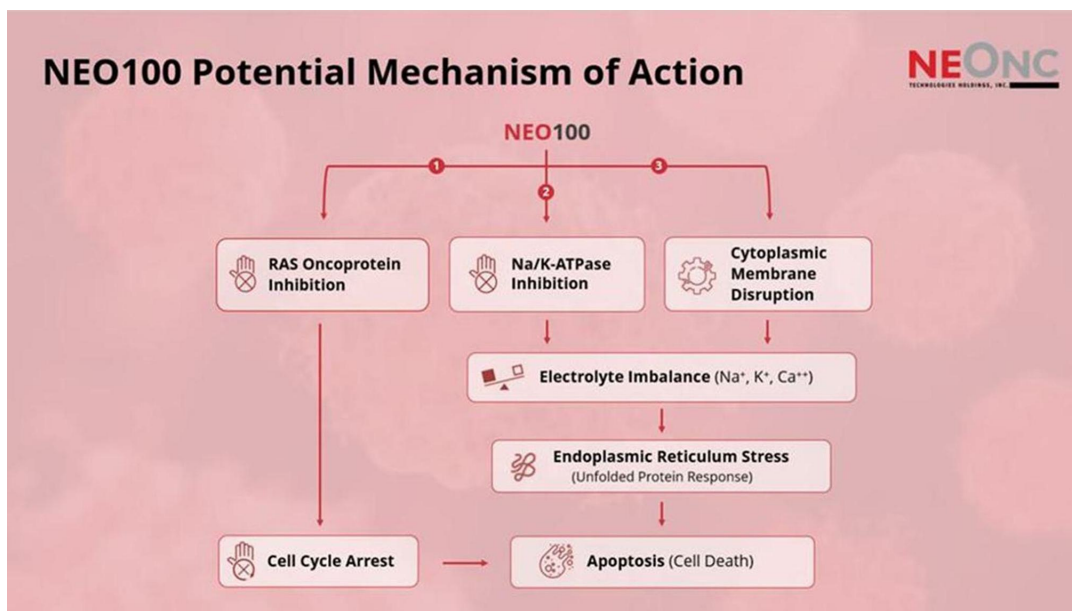 NEO100 Potential Mechanism of Action
NEONC
TECHNOLOGIES HOLDINGS, INC.
NEO100
1
3
2
RAS Oncoprotein
Inhibition
Na/K-ATPase
Inhibition
Cytoplasmic
Membrane
Disruption
Electrolyte Imbalance (Na⁺, K⁺, Ca⁺⁺)
Endoplasmic Reticulum Stress
(Unfolded Protein Response)
Cell Cycle Arrest
Apoptosis (Cell Death)